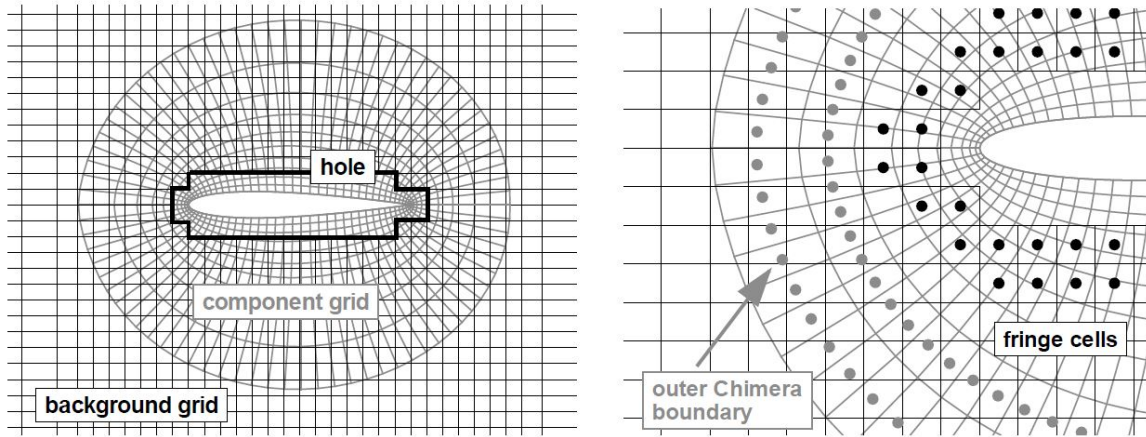 hole
component grid
background grid
fringe cells
outer Chimera
boundary